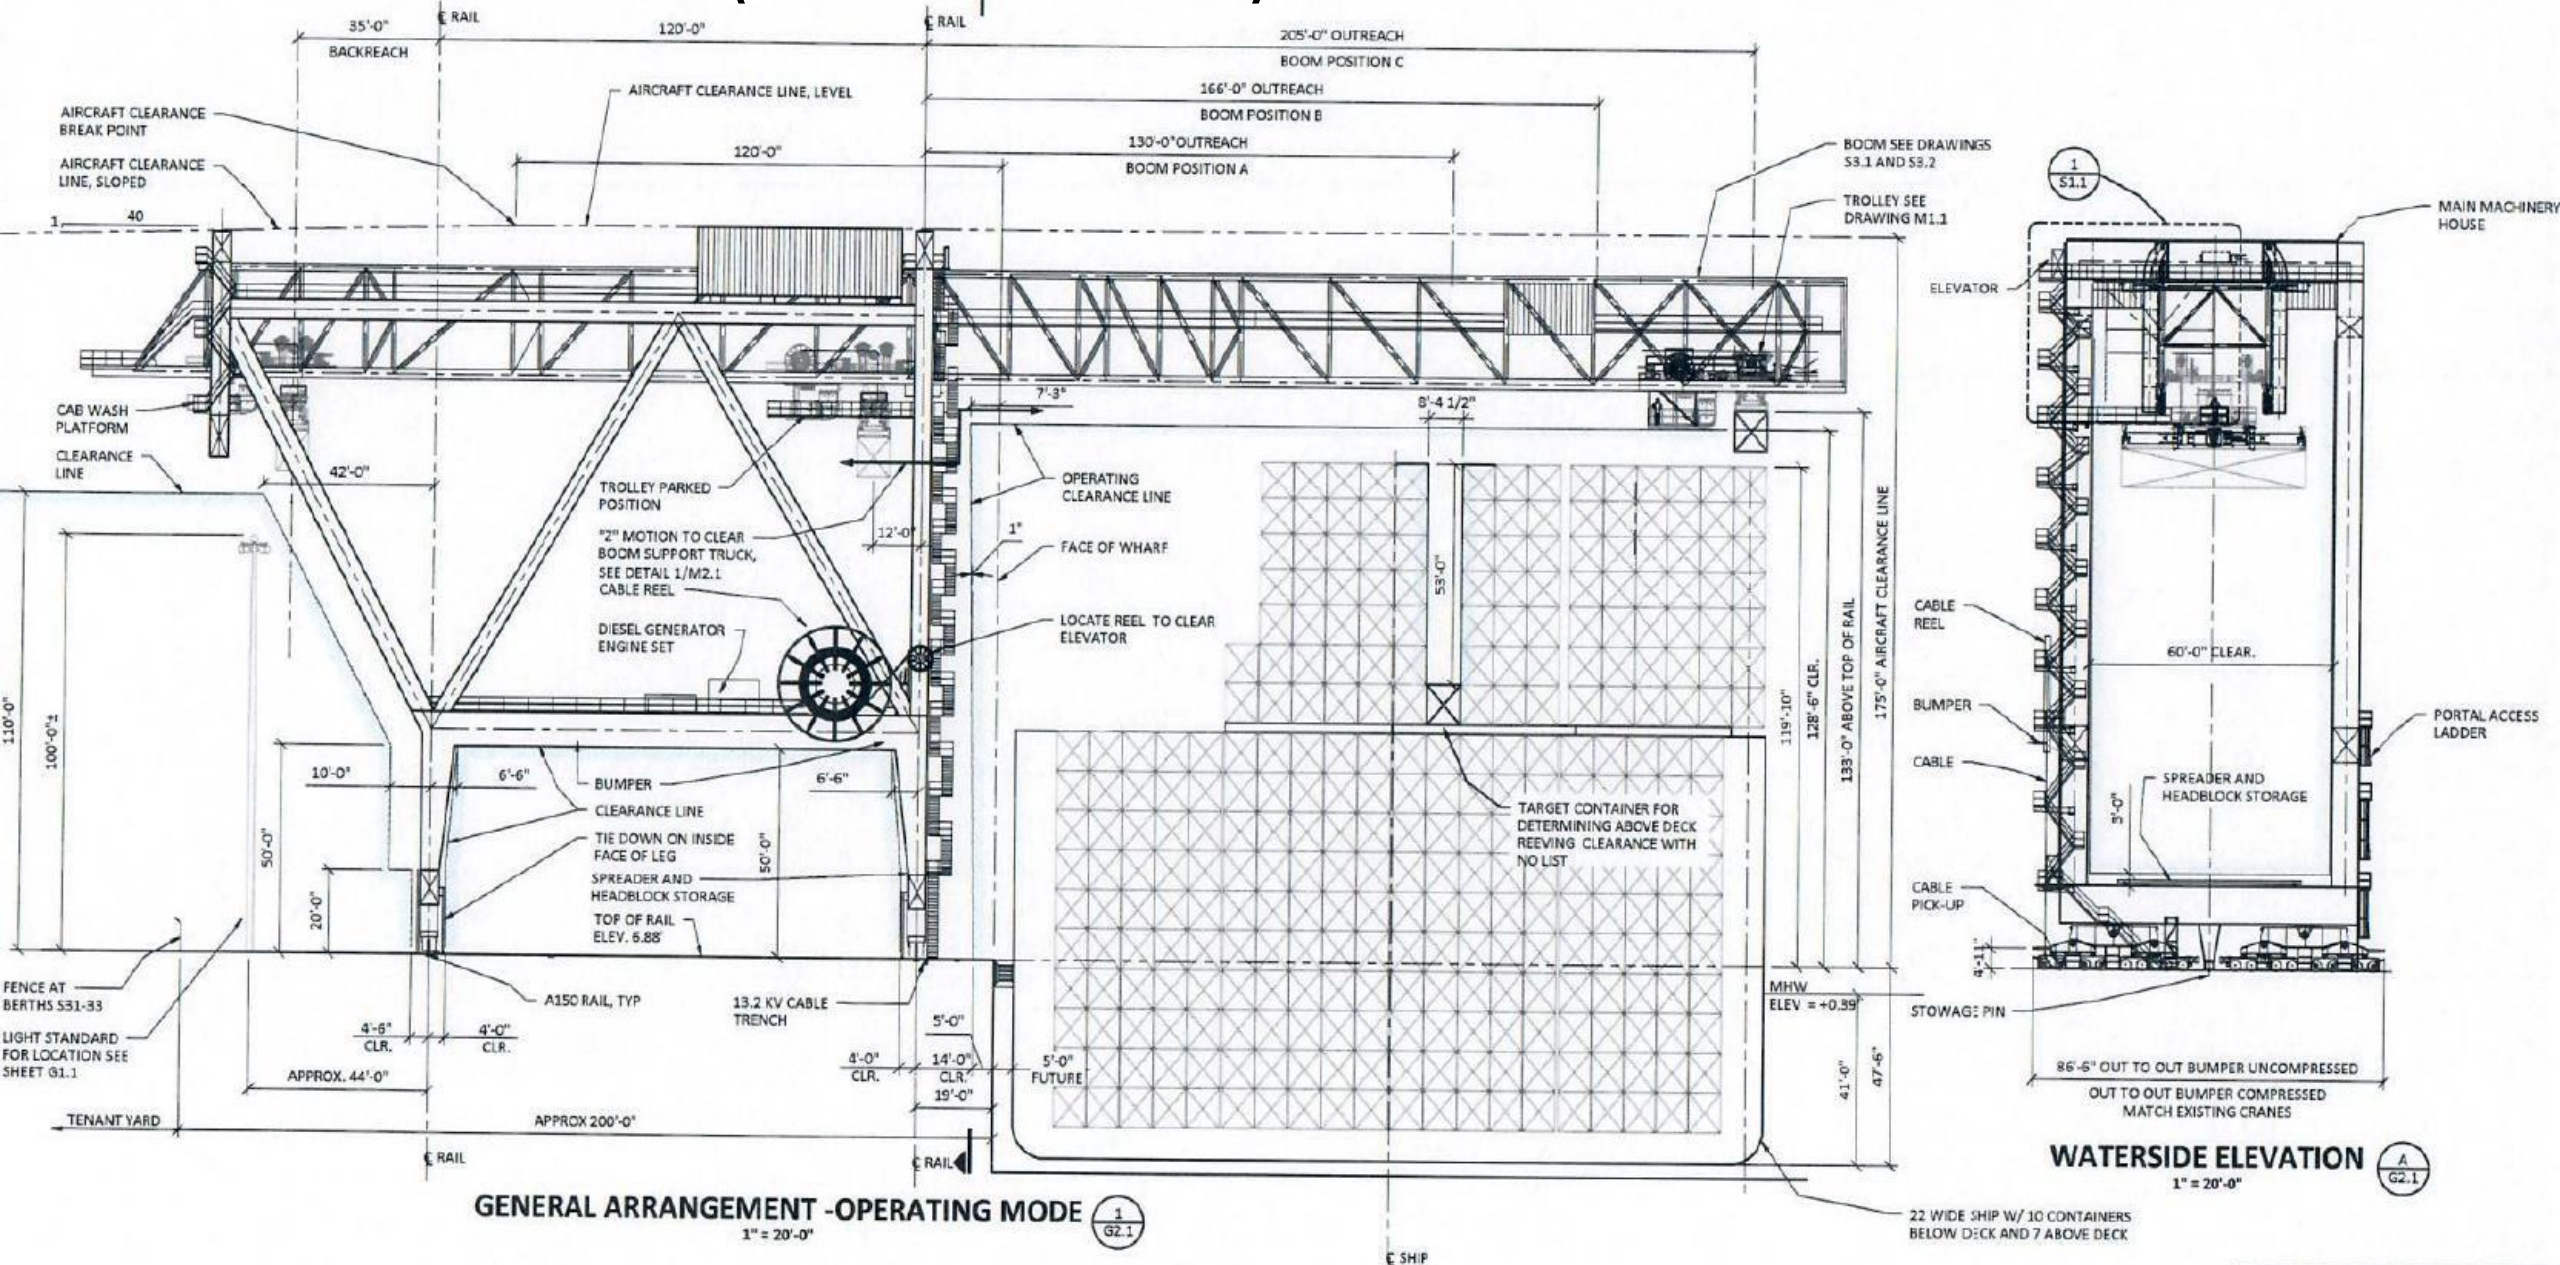 35'-0"
BACKREACH
℄ RAIL
120'-0"
℄ RAIL
205'-0" OUTREACH
BOOM POSITION C
166'-0" OUTREACH
BOOM POSITION B
130'-0" OUTREACH
BOOM POSITION A
120'-0"
AIRCRAFT CLEARANCE LINE, LEVEL
AIRCRAFT CLEARANCE
BREAK POINT
AIRCRAFT CLEARANCE
LINE, SLOPED
1
40
BOOM SEE DRAWINGS
S3.1 AND S3.2
TROLLEY SEE
DRAWING M1.1
CAB WASH
PLATFORM
CLEARANCE
LINE
42'-0"
TROLLEY PARKED
POSITION
"2" MOTION TO CLEAR
BOOM SUPPORT TRUCK,
SEE DETAIL 1/M2.1
CABLE REEL
DIESEL GENERATOR
ENGINE SET
12'-0"
7'-3"
8'-4 1/2"
OPERATING
CLEARANCE LINE
1"
FACE OF WHARF
LOCATE REEL TO CLEAR
ELEVATOR
53'-0"
119'-10"
128'-6" CLR.
133'-0" ABOVE TOP OF RAIL
175'-0" AIRCRAFT CLEARANCE LINE
110'-0"
100'-0"±
10'-0"
6'-6"
BUMPER
6'-6"
CLEARANCE LINE
50'-0"
20'-0"
50'-0"
TIE DOWN ON INSIDE
FACE OF LEG
SPREADER AND
HEADBLOCK STORAGE
TOP OF RAIL
ELEV. 6.88'
TARGET CONTAINER FOR
DETERMINING ABOVE DECK
REEVING CLEARANCE WITH
NO LIST
FENCE AT
BERTHS S31-33
LIGHT STANDARD
FOR LOCATION SEE
SHEET G1.1
A150 RAIL, TYP
13.2 KV CABLE
TRENCH
4'-6"
CLR.
4'-0"
CLR.
4'-0"
CLR.
5'-0"
14'-0"
CLR.
5'-0"
FUTURE
19'-0"
APPROX. 44'-0"
TENANT YARD
APPROX 200'-0"
℄ RAIL
℄ RAIL
MHW
ELEV = +0.39'
41'-0"
47'-6"
GENERAL ARRANGEMENT -OPERATING MODE
1" = 20'-0"
1
G2.1
℄ SHIP
22 WIDE SHIP W/ 10 CONTAINERS
BELOW DECK AND 7 ABOVE DECK
1
S1.1
MAIN MACHINERY
HOUSE
ELEVATOR
CABLE
REEL
60'-0" CLEAR.
BUMPER
CABLE
PORTAL ACCESS
LADDER
SPREADER AND
HEADBLOCK STORAGE
3'-0"
CABLE
PICK-UP
4'-11"
STOWAGE PIN
86'-6" OUT TO OUT BUMPER UNCOMPRESSED
OUT TO OUT BUMPER COMPRESSED
MATCH EXISTING CRANES
WATERSIDE ELEVATION
1" = 20'-0"
A
G2.1